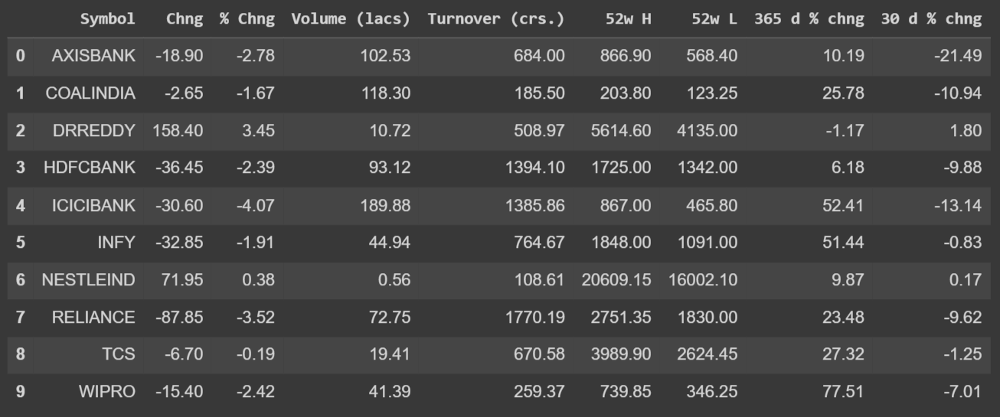 Symbol Chng % Chng Volume (lacs) Turnover (crs.) 52w H 52w L 365 d % chng 30 d % chng
0 AXISBANK -18.90 -2.78 102.53 684.00 866.90 568.40 10.19 -21.49
1 COALINDIA -2.65 -1.67 118.30 185.50 203.80 123.25 25.78 -10.94
2 DRREDDY 158.40 3.45 10.72 508.97 5614.60 4135.00 -1.17 1.80
3 HDFCBANK -36.45 -2.39 93.12 1394.10 1725.00 1342.00 6.18 -9.88
4 ICICIBANK -30.60 -4.07 189.88 1385.86 867.00 465.80 52.41 -13.14
5 INFY -32.85 -1.91 44.94 764.67 1848.00 1091.00 51.44 -0.83
6 NESTLEIND 71.95 0.38 0.56 108.61 20609.15 16002.10 9.87 0.17
7 RELIANCE -87.85 -3.52 72.75 1770.19 2751.35 1830.00 23.48 -9.62
8 TCS -6.70 -0.19 19.41 670.58 3989.90 2624.45 27.32 -1.25
9 WIPRO -15.40 -2.42 41.39 259.37 739.85 346.25 77.51 -7.01